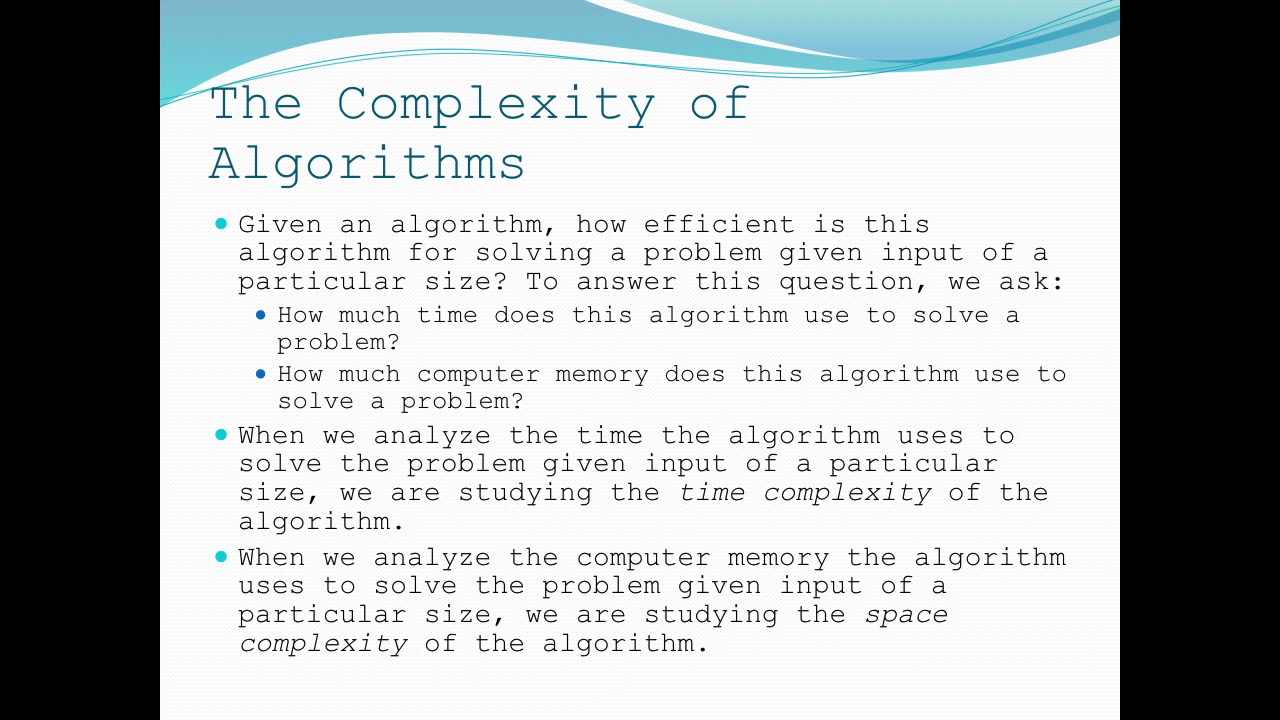 The Complexity of
Algorithms
• Given an algorithm, how efficient is this
algorithm for solving a problem given input of a
particular size? To answer this question, we ask:
• How much time does this algorithm use to solve a
problem?
• How much computer memory does this algorithm use to
solve a problem?
• When we analyze the time the algorithm uses to
solve the problem given input of a particular
size, we are studying the time complexity of the
algorithm.
• When we analyze the computer memory the algorithm
uses to solve the problem given input of a
particular size, we are studying the space
complexity of the algorithm.